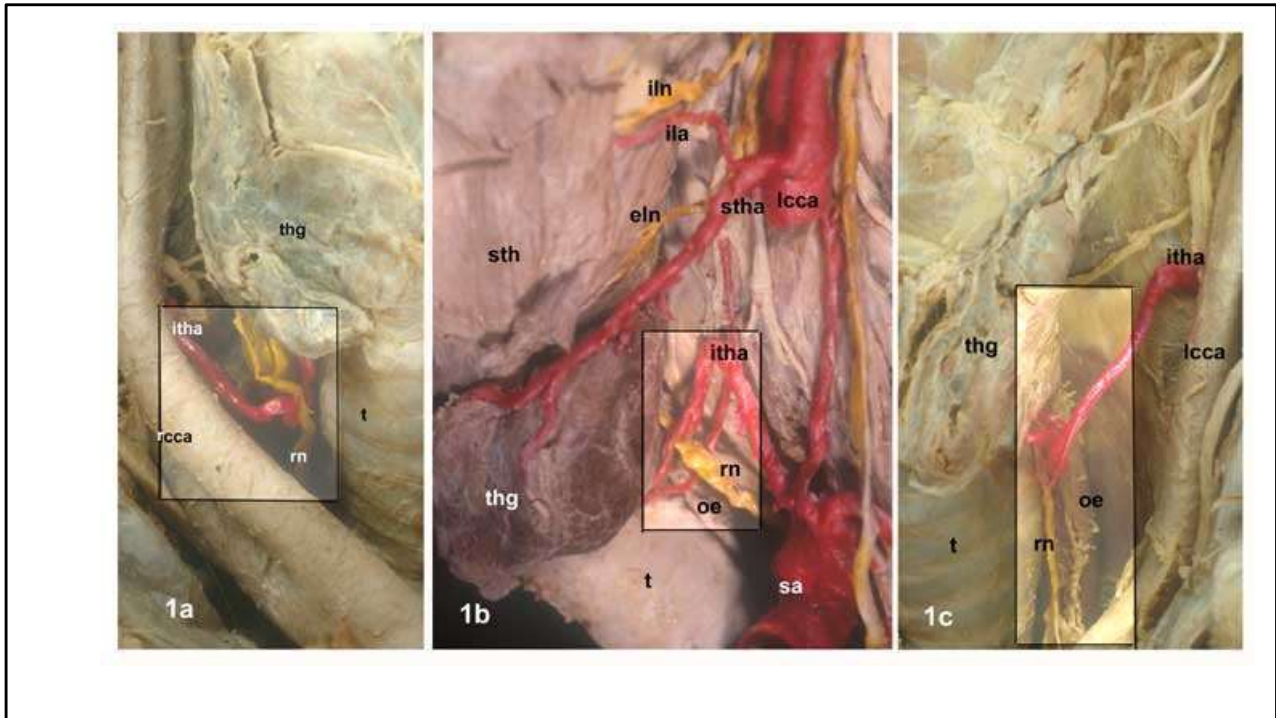 thg
itha
t
rcca
rn
1a
iln
ila
stha
lcca
eln
sth
itha
rn
thg
oe
t
sa
1b
itha
thg
lcca
oe
t
rn
1c